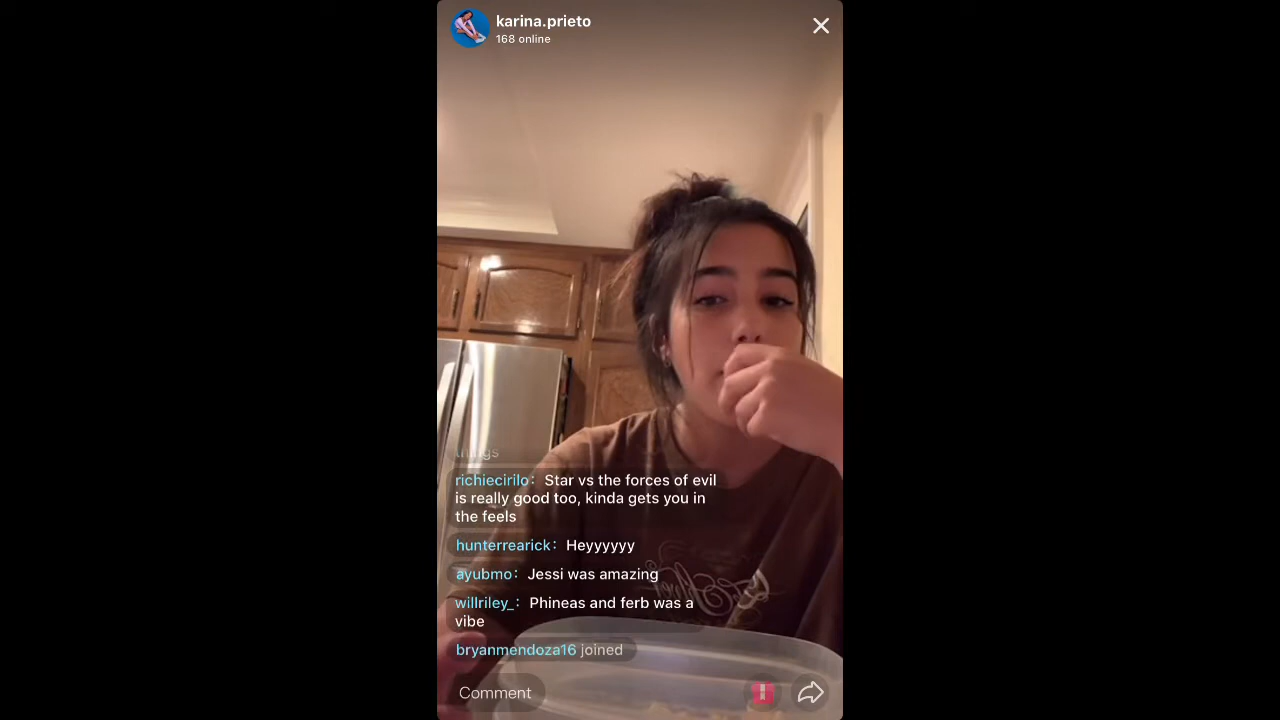 karina.prieto
168 online
things
richiecirilo: Star vs the forces of evil
is really good too, kinda gets you in
the feels
hunterrearick: Heyyyyyy
ayubmo: Jessi was amazing
willriley_: Phineas and ferb was a
vibe
bryanmendoza16 joined
Comment